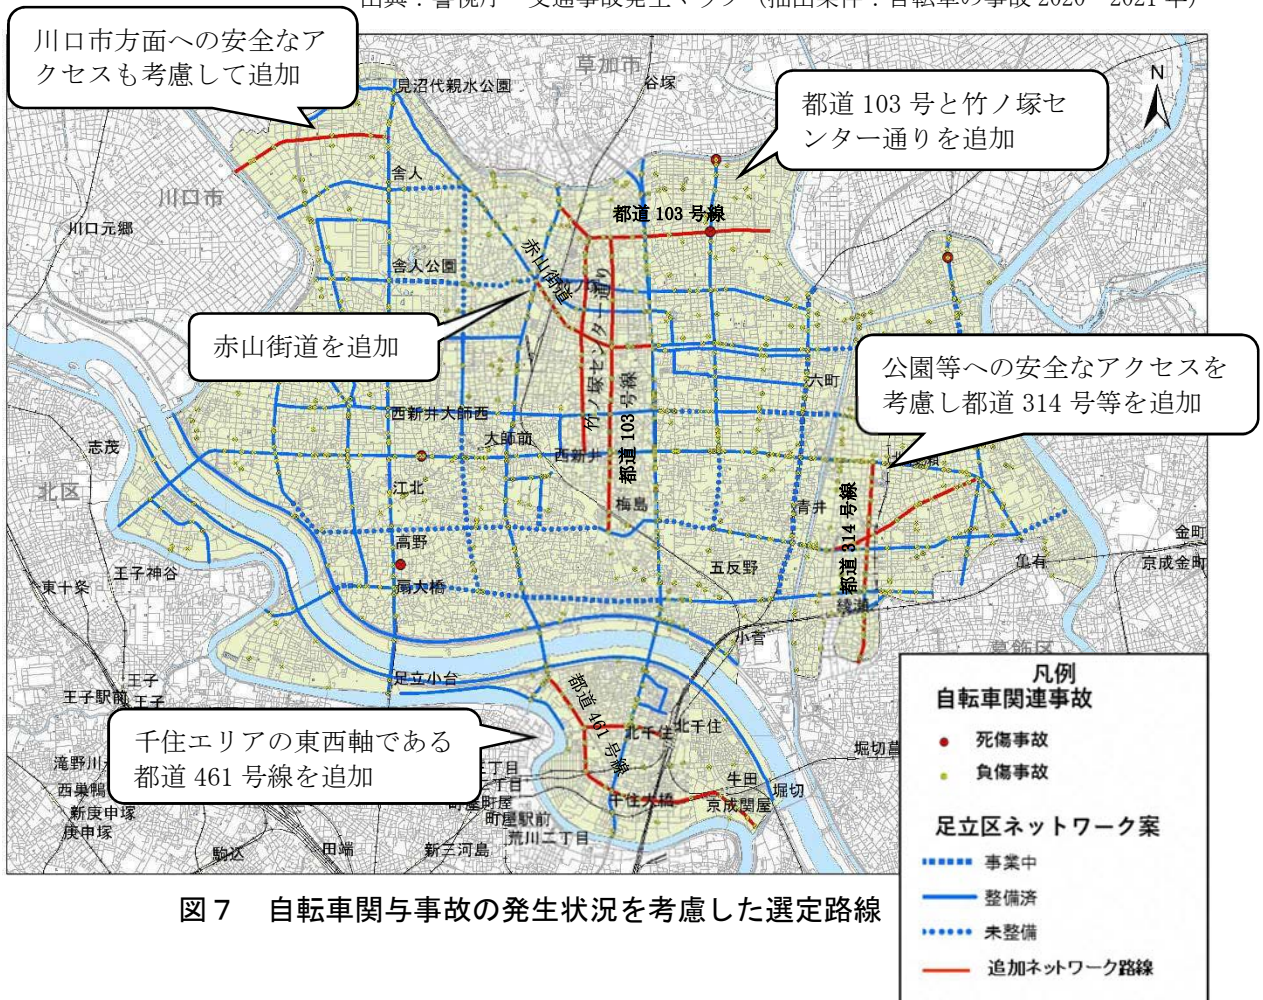 出典：警視庁 交通事故発生マップ（抽出条件：自転車の事故 2020 2021 年）
川口市方面への安全なア
クセスも考慮して追加
草加市
谷塚
見沼代親水公園
N
都道 103 号と竹ノ塚セ
ンター通りを追加
舎人
川口市
川口元郷
都道 103 号線
舎人公園
赤山街道
赤山街道を追加
竹ノ塚センター通り
都道 103 号線
六町
公園等への安全なアクセスを
考慮し都道 314 号等を追加
西新井大師西
大師前
西新井
志茂
北区
江北
梅島
青井
都道 314 号線
高野
金町
京成金町
亀有
東十条
王子神谷
扇大橋
五反野
綾瀬
小菅
葛飾区
足立小台
王子
王子駅前
王子
都道 461 号線
北千住
北千住
千住エリアの東西軸である
都道 461 号線を追加
堀切菖
滝野川
西巣鴨
新庚申塚
庚申塚
駒込
田端
新三河島
町屋駅前
荒川二丁目
千住大橋
牛田
京成関屋
堀切
凡例
自転車関連事故
死傷事故
負傷事故
足立区ネットワーク案
事業中
整備済
未整備
追加ネットワーク路線
図７ 自転車関与事故の発生状況を考慮した選定路線